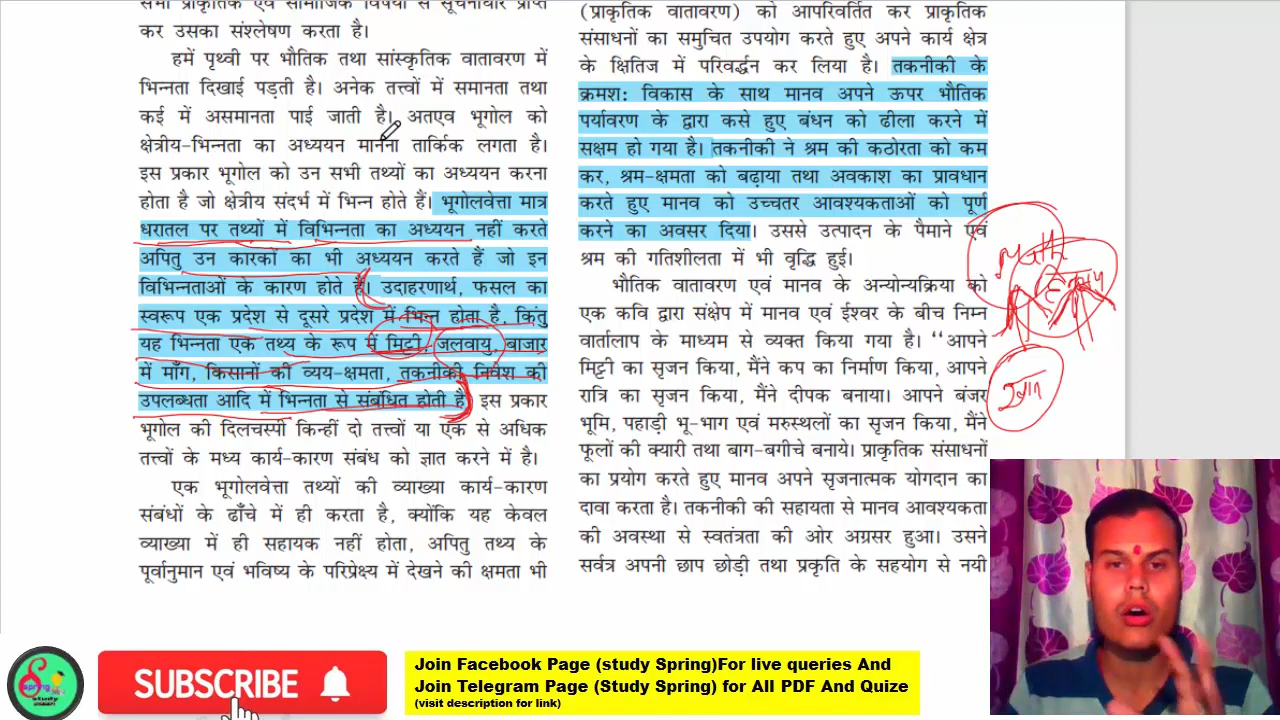 सभी प्राकृतिक एवं सामाजिक विषयों से सूचनाधार प्राप्त
कर उसका संश्लेषण करता है।
हमें पृथ्वी पर भौतिक तथा सांस्कृतिक वातावरण में
भिन्नता दिखाई पड़ती है। अनेक तत्त्वों में समानता तथा
कई में असमानता पाई जाती है। अतएव भूगोल को
क्षेत्रीय-भिन्नता का अध्ययन मानना तार्किक लगता है।
इस प्रकार भूगोल को उन सभी तथ्यों का अध्ययन करना
होता है जो क्षेत्रीय संदर्भ में भिन्न होते हैं। भूगोलवेत्ता मात्र
धरातल पर तथ्यों में विभिन्नता का अध्ययन नहीं करते
अपितु उन कारकों का भी अध्ययन करते हैं जो इन
विभिन्नताओं के कारण होते हैं। उदाहरणार्थ, फसल का
स्वरूप एक प्रदेश से दूसरे प्रदेश में भिन्न होता है, किंतु
यह भिन्नता एक तथ्य के रूप में मिट्टी, जलवायु, बाजार
में माँग, किसानों की व्यय-क्षमता, तकनीकी निवेश की
उपलब्धता आदि में भिन्नता से संबंधित होती है। इस प्रकार
भूगोल की दिलचस्पी किन्हीं दो तत्त्वों या एक से अधिक
तत्त्वों के मध्य कार्य-कारण संबंध को ज्ञात करने में है।
एक भूगोलवेत्ता तथ्यों की व्याख्या कार्य-कारण
संबंधों के ढाँचे में ही करता है, क्योंकि यह केवल
व्याख्या में ही सहायक नहीं होता, अपितु तथ्य के
पूर्वानुमान एवं भविष्य के परिप्रेक्ष्य में देखने की क्षमता भी
(प्राकृतिक वातावरण) को आपरिवर्तित कर प्राकृतिक
संसाधनों का समुचित उपयोग करते हुए अपने कार्य क्षेत्र
के क्षितिज में परिवर्द्धन कर लिया है। तकनीकी के
क्रमश: विकास के साथ मानव अपने ऊपर भौतिक
पर्यावरण के द्वारा कसे हुए बंधन को ढीला करने में
सक्षम हो गया है। तकनीकी ने श्रम की कठोरता को कम
कर, श्रम-क्षमता को बढ़ाया तथा अवकाश का प्रावधान
करते हुए मानव को उच्चतर आवश्यकताओं को पूर्ण
करने का अवसर दिया। उससे उत्पादन के पैमाने एवं
श्रम की गतिशीलता में भी वृद्धि हुई।
भौतिक वातावरण एवं मानव के अन्योन्यक्रिया को
एक कवि द्वारा संक्षेप में मानव एवं ईश्वर के बीच निम्न
वार्तालाप के माध्यम से व्यक्त किया गया है। ‘‘आपने
मिट्टी का सृजन किया, मैंने कप का निर्माण किया, आपने
रात्रि का सृजन किया, मैंने दीपक बनाया। आपने बंजर
भूमि, पहाड़ी भू-भाग एवं मरुस्थलों का सृजन किया, मैंने
फूलों की क्यारी तथा बाग-बगीचे बनाये। प्राकृतिक संसाधनों
का प्रयोग करते हुए मानव अपने सृजनात्मक योगदान का
दावा करता है। तकनीकी की सहायता से मानव आवश्यकता
की अवस्था से स्वतंत्रता की ओर अग्रसर हुआ। उसने
सर्वत्र अपनी छाप छोड़ी तथा प्रकृति के सहयोग से नयी
Spring
study
SUBSCRIBE
Join Facebook Page (study Spring)For live queries And
Join Telegram Page (Study Spring) for All PDF And Quize
(visit description for link)